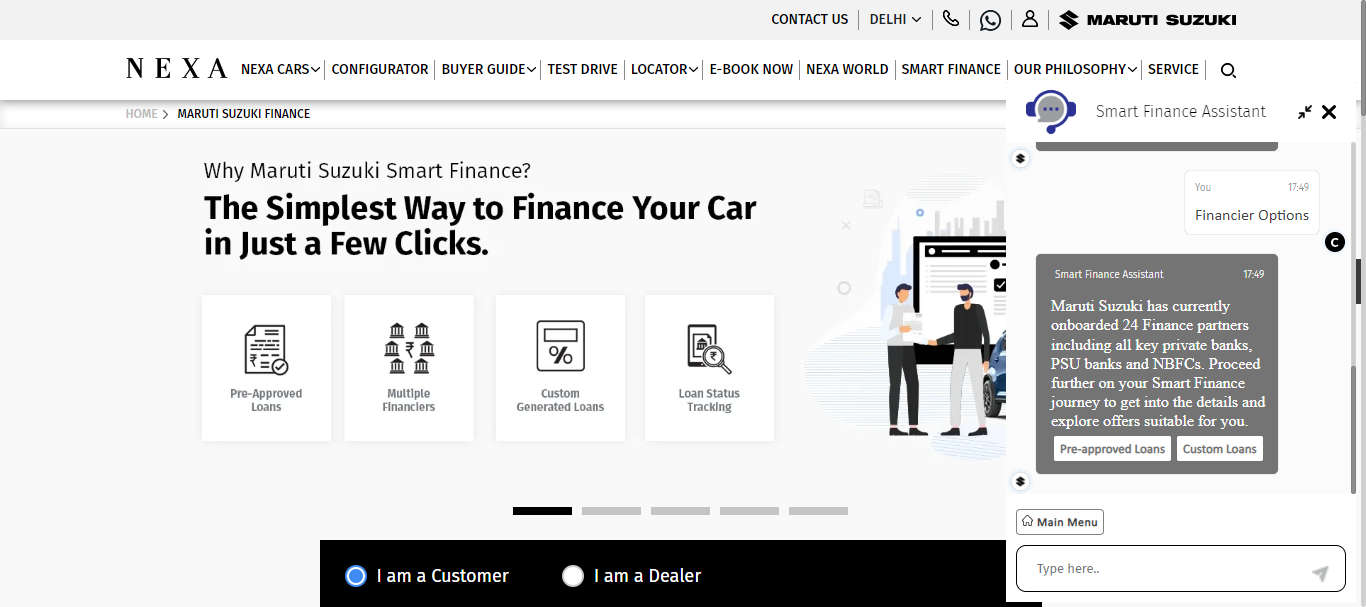 CONTACT US
DELHI
MARUTI SUZUKI
NEXA
NEXA CARS
CONFIGURATOR
BUYER GUIDE
TEST DRIVE
LOCATOR
E-BOOK NOW
NEXA WORLD
SMART FINANCE
OUR PHILOSOPHY
SERVICE
HOME
MARUTI SUZUKI FINANCE
Why Maruti Suzuki Smart Finance?
The Simplest Way to Finance Your Car
in Just a Few Clicks.
Pre-Approved
Loans
Multiple
Financiers
Custom
Generated Loans
Loan Status
Tracking
I am a Customer
I am a Dealer
Smart Finance Assistant
You
17:49
Financier Options
C
Smart Finance Assistant
17:49
Maruti Suzuki has currently
onboarded 24 Finance partners
including all key private banks,
PSU banks and NBFCs. Proceed
further on your Smart Finance
journey to get into the details and
explore offers suitable for you.
Pre-approved Loans
Custom Loans
Main Menu
Type here..